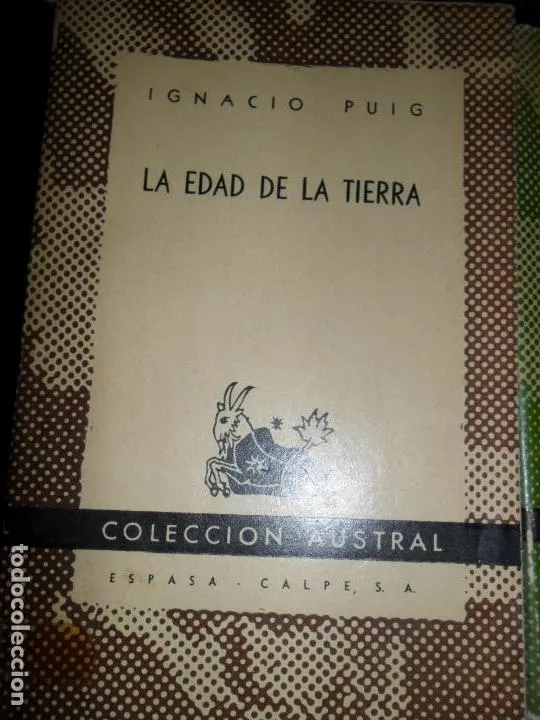 IGNACIO PUIG
LA EDAD DE LA TIERRA
COLECCION AUSTRAL
ESPASA - CALPE, S. A.
todocoleccion